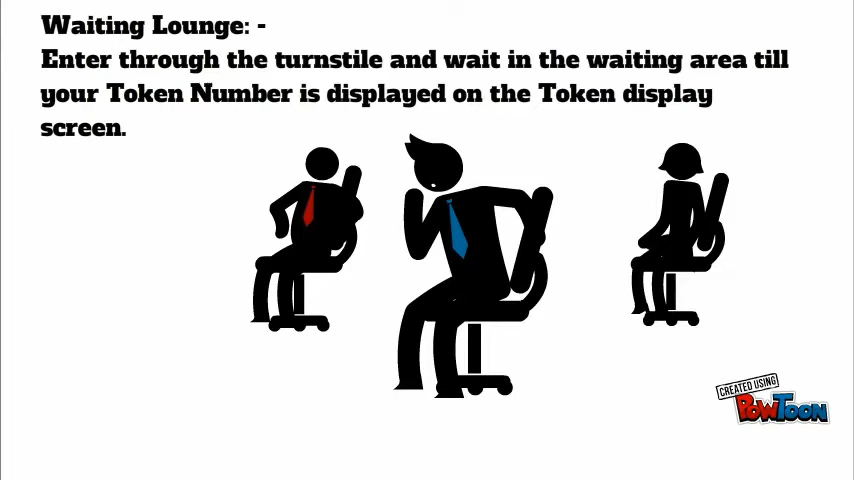 Waiting Lounge: -
Enter through the turnstile and wait in the waiting area till
your Token Number is displayed on the Token display
screen.
CREATED USING
POWTOON